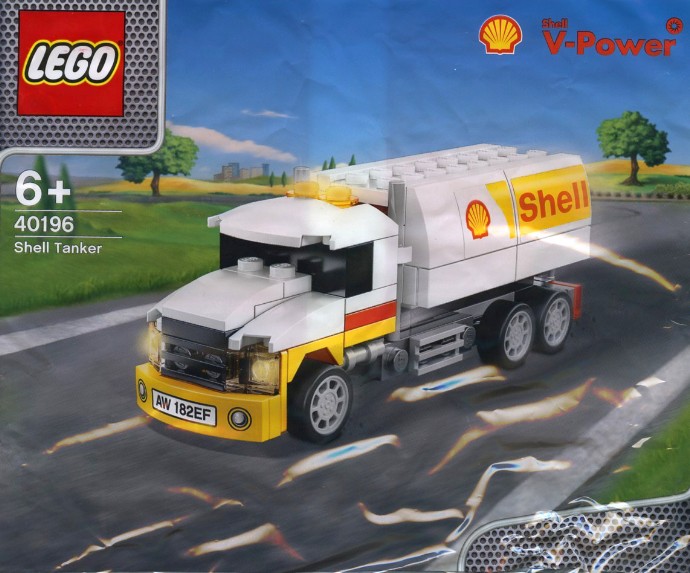 LEGO
Shell
V-Power
6+
40196
Shell Tanker
Shell
AW 182EF